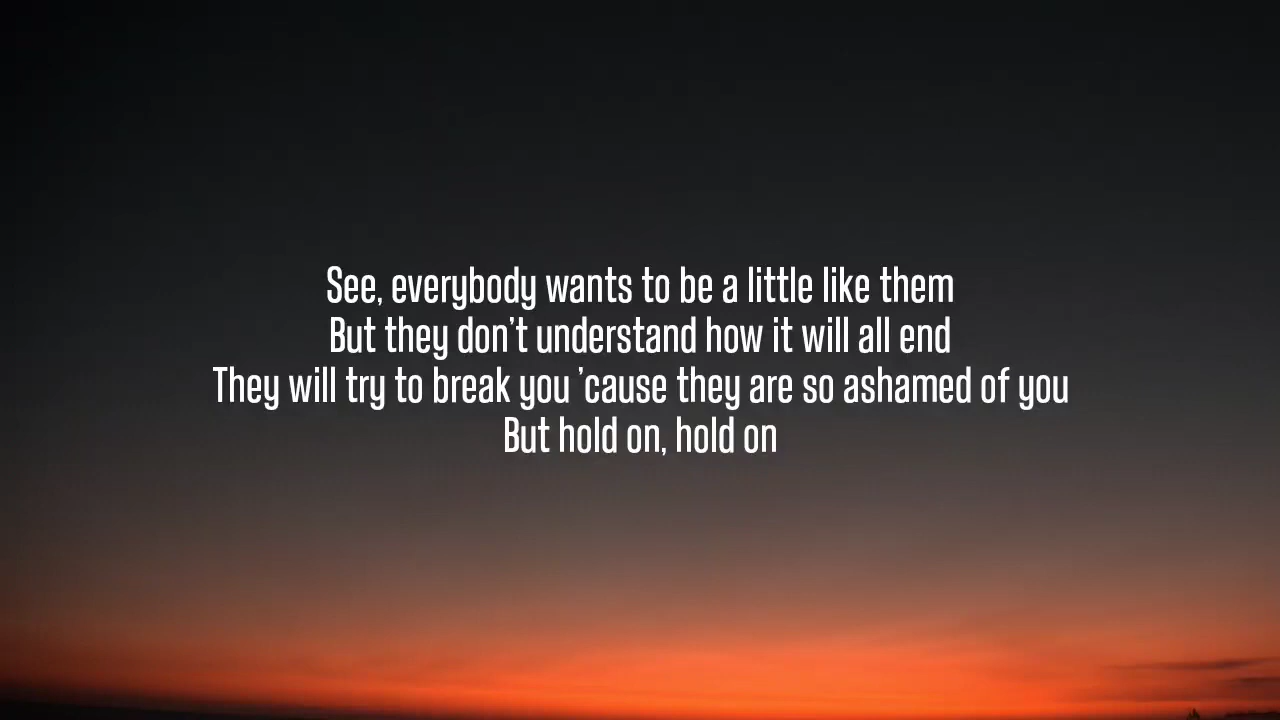 See, everybody wants to be a little like them
But they don't understand how it will all end
They will try to break you 'cause they are so ashamed of you
But hold on, hold on